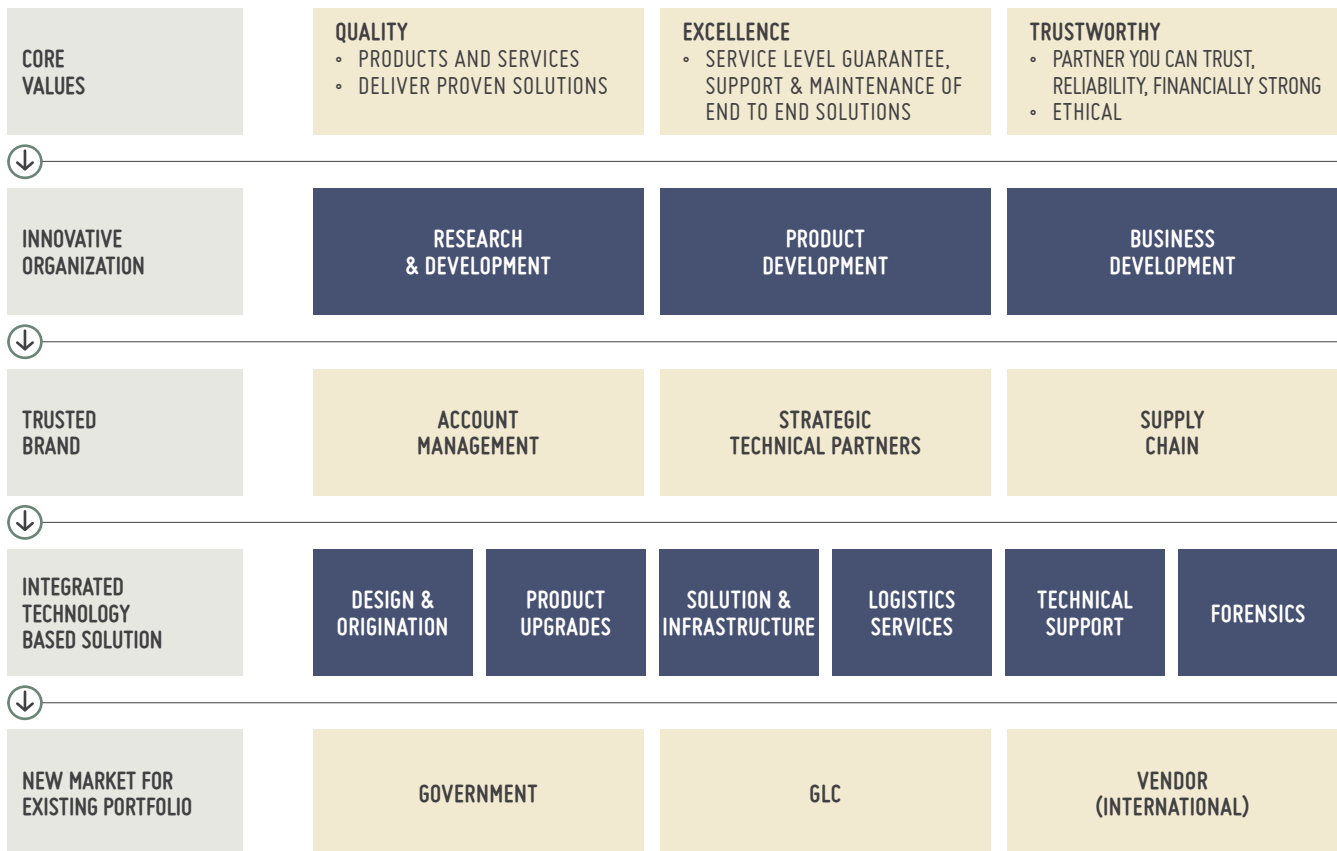 CORE
VALUES
QUALITY
• PRODUCTS AND SERVICES
• DELIVER PROVEN SOLUTIONS
EXCELLENCE
• SERVICE LEVEL GUARANTEE,
SUPPORT & MAINTENANCE OF
END TO END SOLUTIONS
TRUSTWORTHY
• PARTNER YOU CAN TRUST,
RELIABILITY, FINANCIALLY STRONG
• ETHICAL
INNOVATIVE
ORGANIZATION
RESEARCH
& DEVELOPMENT
PRODUCT
DEVELOPMENT
BUSINESS
DEVELOPMENT
TRUSTED
BRAND
ACCOUNT
MANAGEMENT
STRATEGIC
TECHNICAL PARTNERS
SUPPLY
CHAIN
INTEGRATED
TECHNOLOGY
BASED SOLUTION
DESIGN &
ORIGINATION
PRODUCT
UPGRADES
SOLUTION &
INFRASTRUCTURE
LOGISTICS
SERVICES
TECHNICAL
SUPPORT
FORENSICS
NEW MARKET FOR
EXISTING PORTFOLIO
GOVERNMENT
GLC
VENDOR
(INTERNATIONAL)